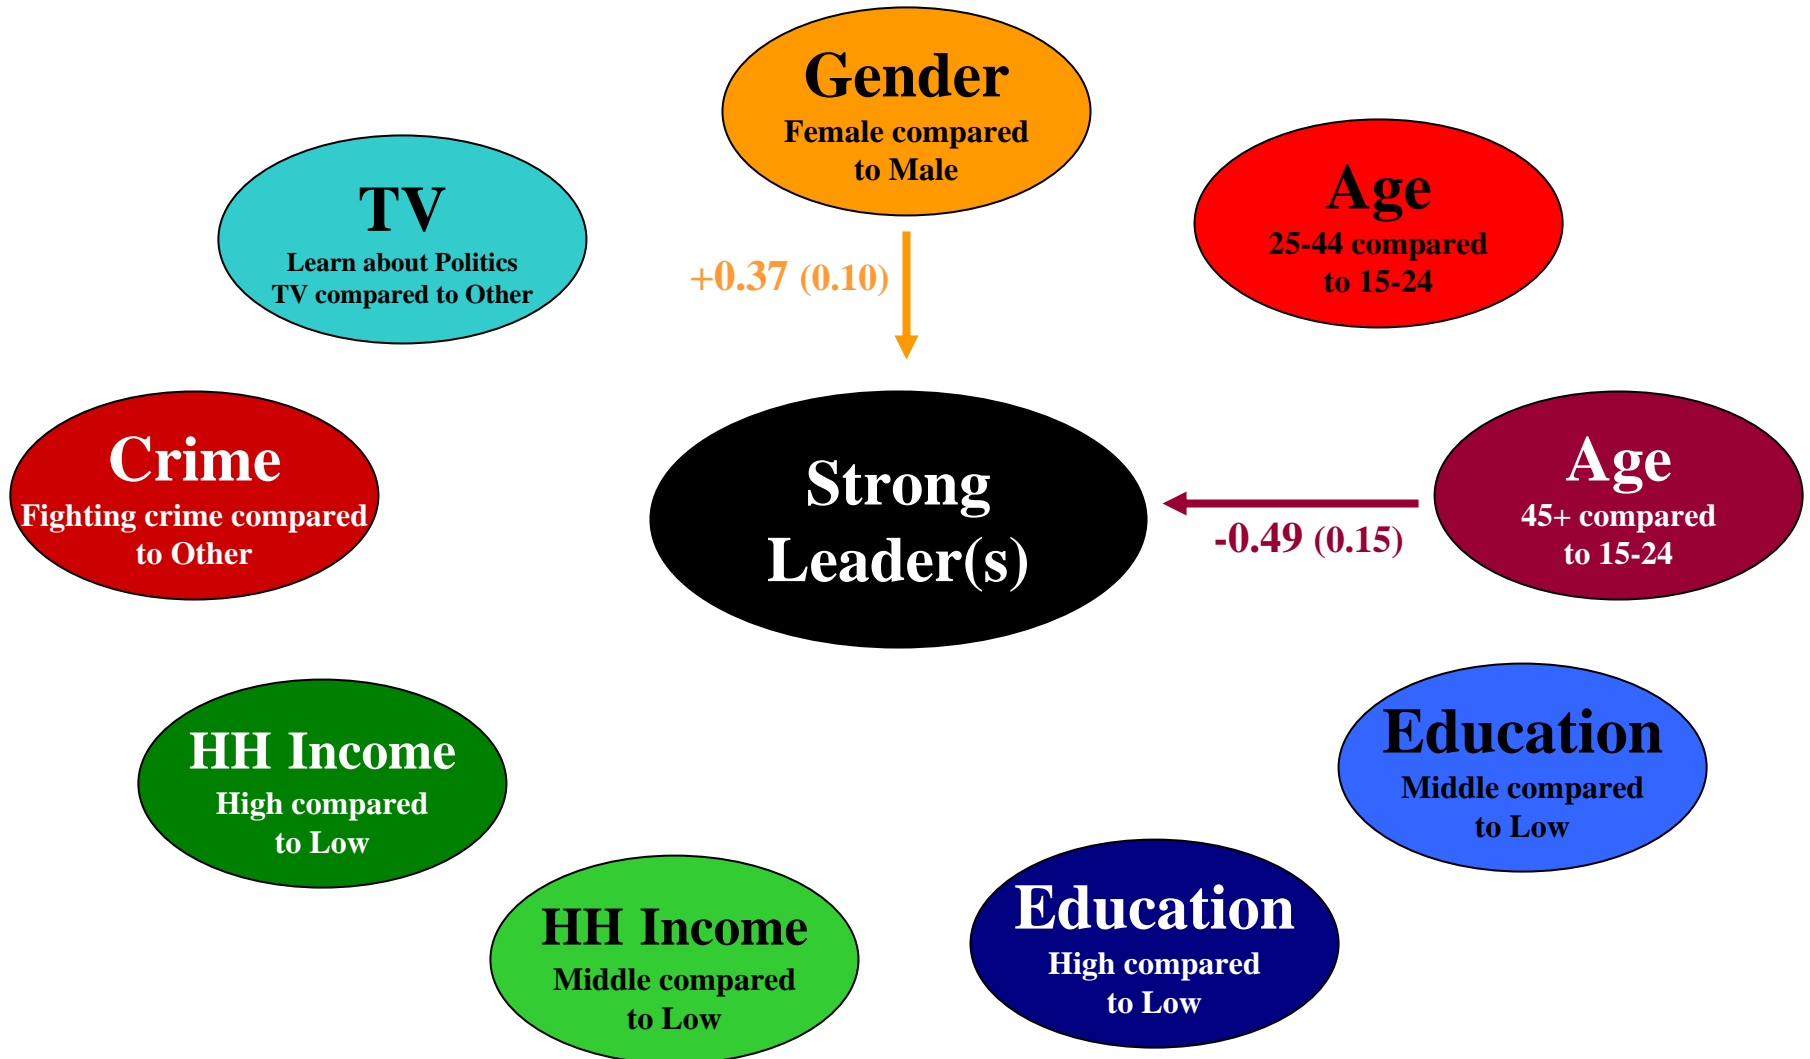 Gender
Female compared
to Male
TV
Learn about Politics
TV compared to Other
Age
25-44 compared
to 15-24
+0.37 (0.10)
Crime
Fighting crime compared
to Other
Strong
Leader(s)
Age
45+ compared
to 15-24
-0.49 (0.15)
HH Income
High compared
to Low
Education
Middle compared
to Low
HH Income
Middle compared
to Low
Education
High compared
to Low